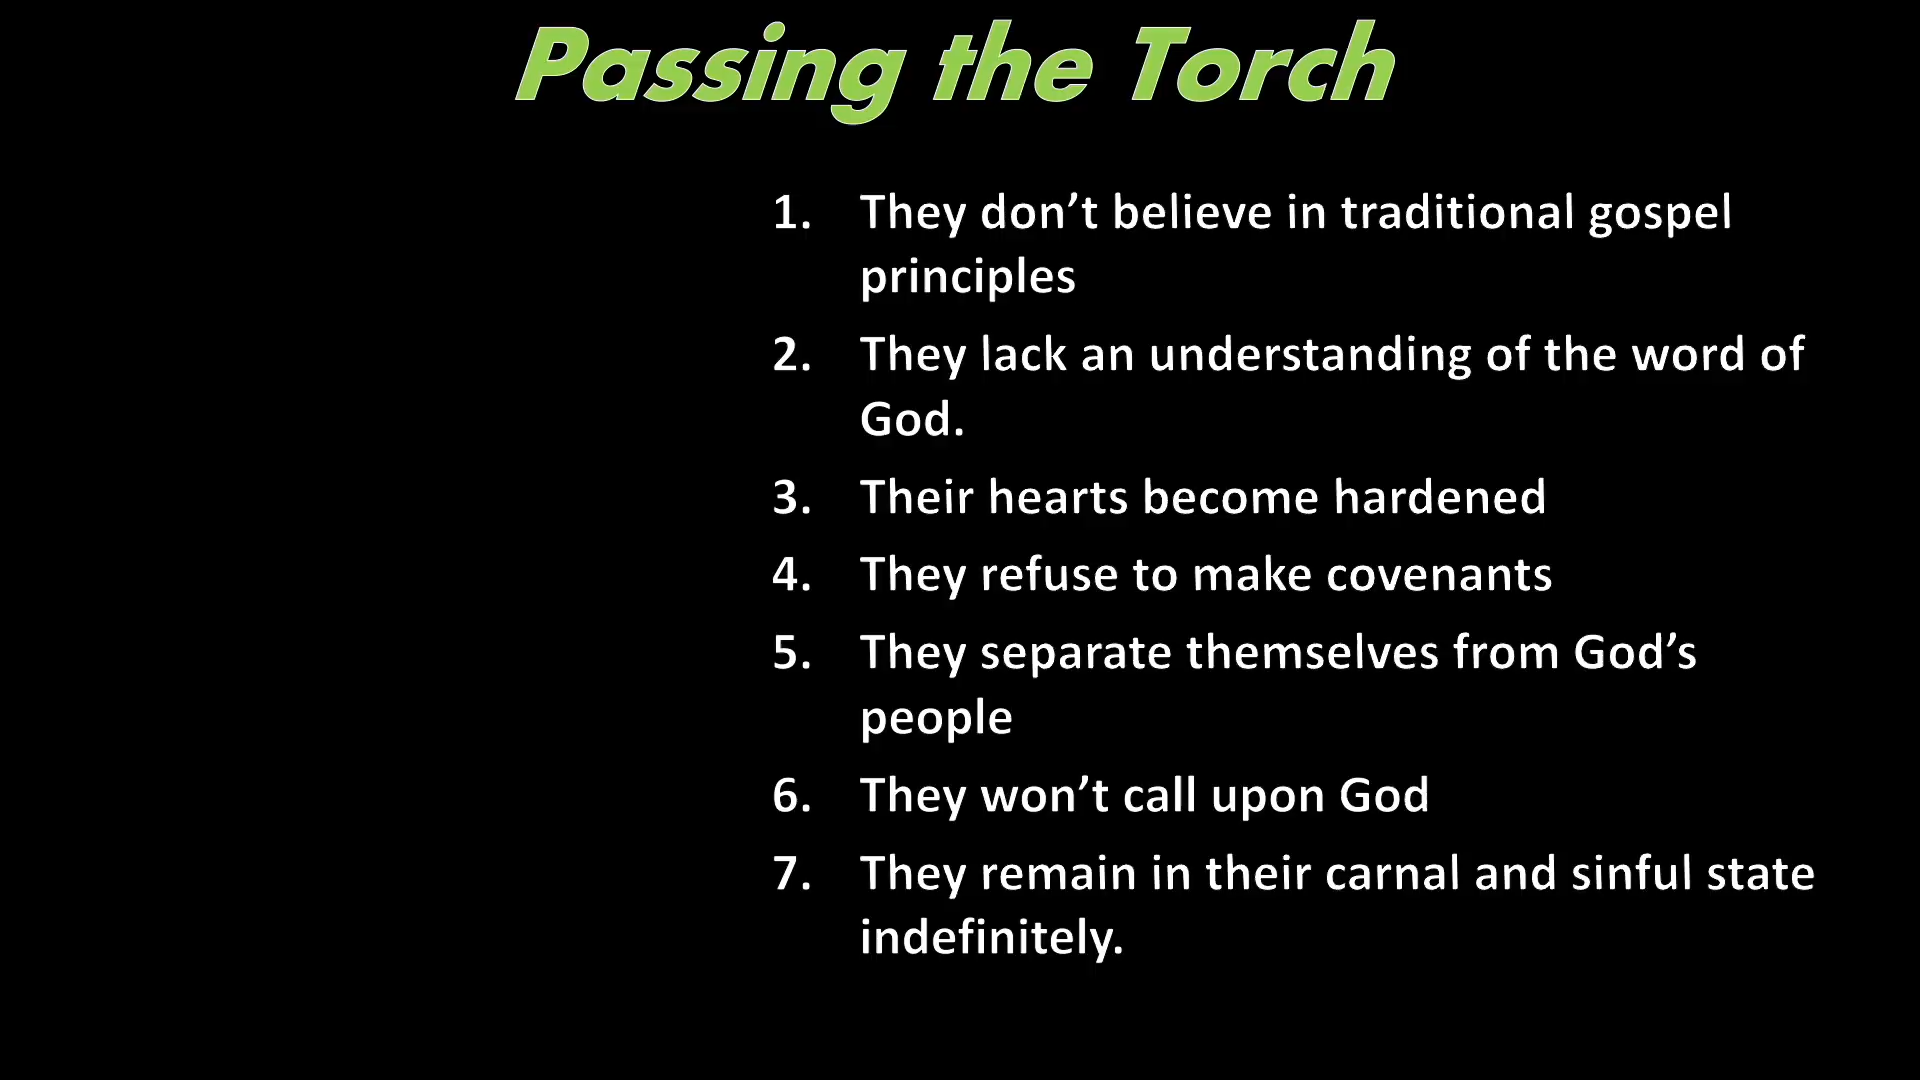 Passing the Torch
1. They don’t believe in traditional gospel
principles
2. They lack an understanding of the word of
God.
3. Their hearts become hardened
4. They refuse to make covenants
5. They separate themselves from God’s
people
6. They won’t call upon God
7. They remain in their carnal and sinful state
indefinitely.